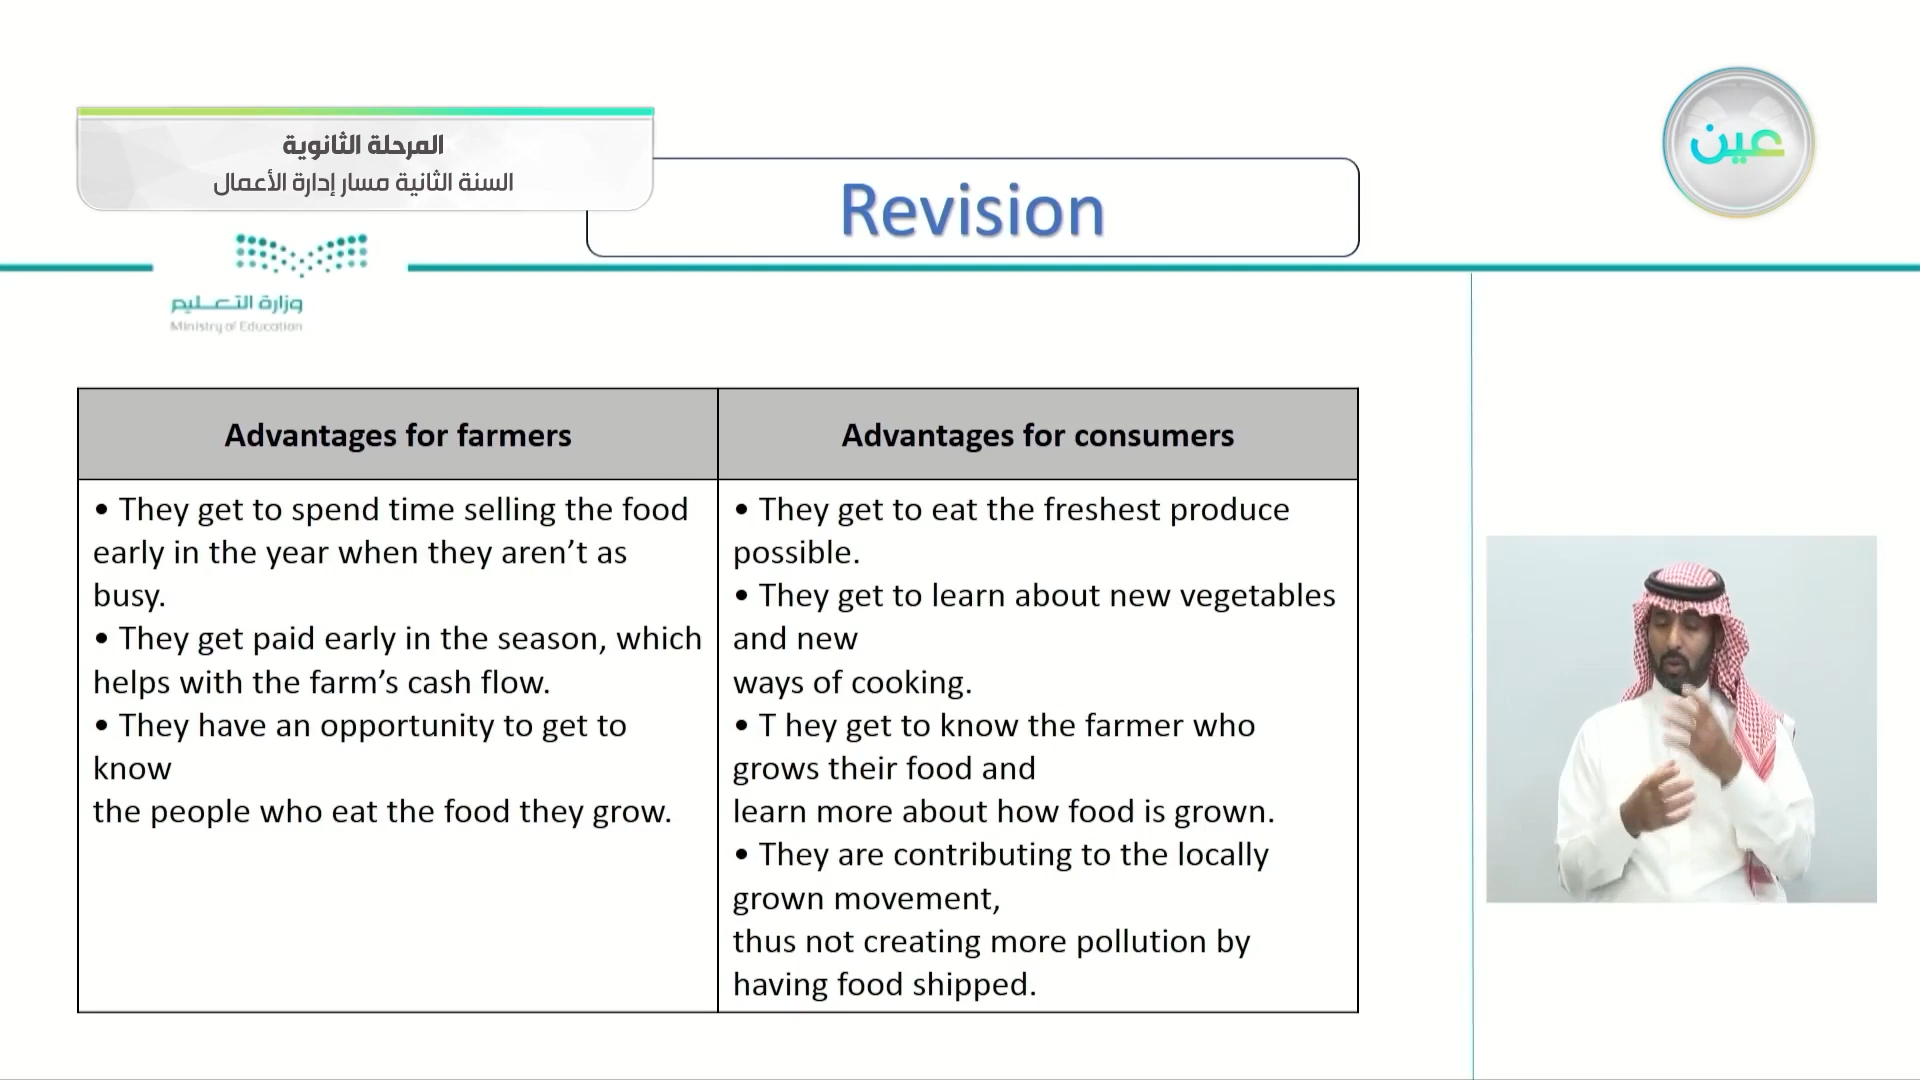 المرحلة الثانوية
السنة الثانية مسار إدارة الأعمال
عين
Revision
وزارة التعليم
Ministry of Education
Advantages for farmers
• They get to spend time selling the food
early in the year when they aren’t as
busy.
• They get paid early in the season, which
helps with the farm’s cash flow.
• They have an opportunity to get to
know
the people who eat the food they grow.
Advantages for consumers
• They get to eat the freshest produce
possible.
• They get to learn about new vegetables
and new
ways of cooking.
• T hey get to know the farmer who
grows their food and
learn more about how food is grown.
• They are contributing to the locally
grown movement,
thus not creating more pollution by
having food shipped.